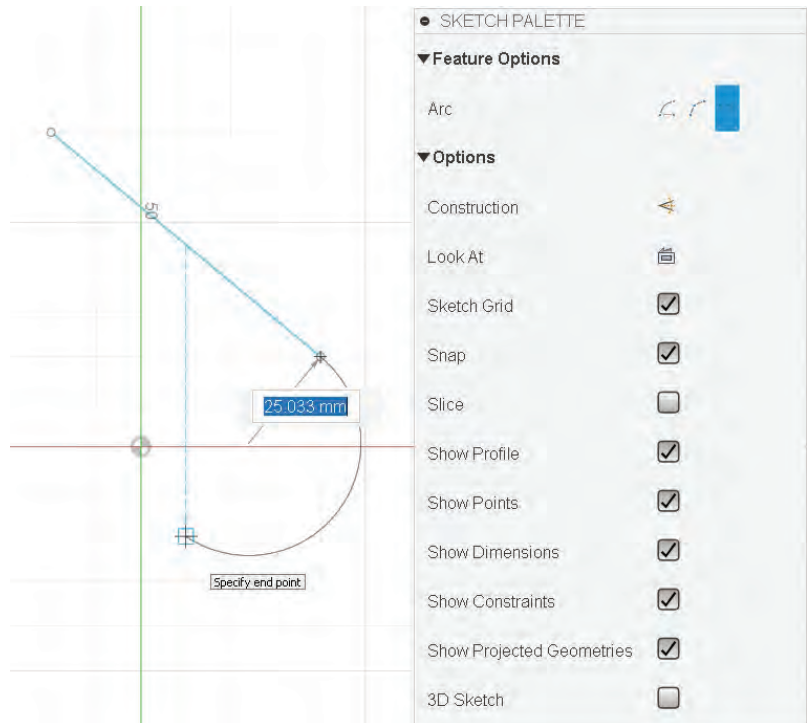 50
25.033 mm
Specify end point
SKETCH PALETTE
Feature Options
Arc
Options
Construction
Look At
Sketch Grid
Snap
Slice
Show Profile
Show Points
Show Dimensions
Show Constraints
Show Projected Geometries
3D Sketch